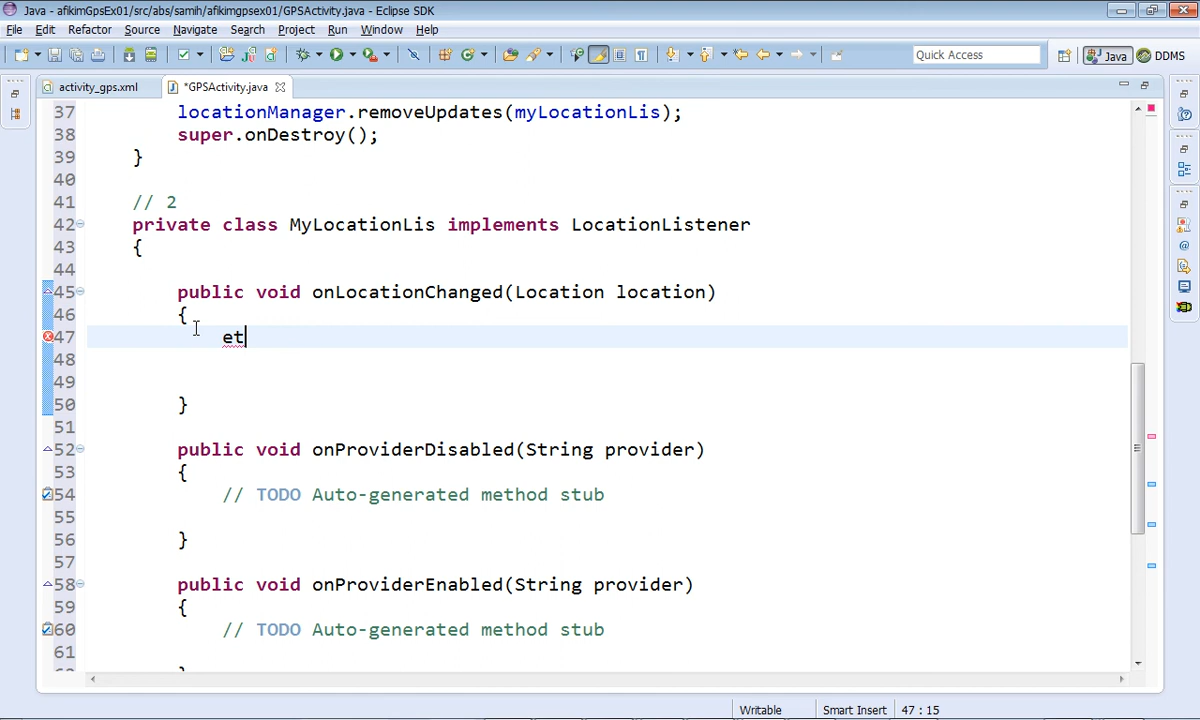 Java - afikimGpsEx01/src/abs/samih/afikimgpsex01/GPSActivity.java - Eclipse SDK
File Edit Refactor Source Navigate Search Project Run Window Help
Quick Access Java DDMS
activity_gps.xml *GPSActivity.java
37 locationManager.removeUpdates(myLocationLis);
38 super.onDestroy();
39 }
40
41 // 2
42 private class MyLocationLis implements LocationListener
43 {
44
45 public void onLocationChanged(Location location)
46 {
47 et
48
49
50 }
51
52 public void onProviderDisabled(String provider)
53 {
54 // TODO Auto-generated method stub
55
56 }
57
58 public void onProviderEnabled(String provider)
59 {
60 // TODO Auto-generated method stub
61
Writable Smart Insert 47 : 15